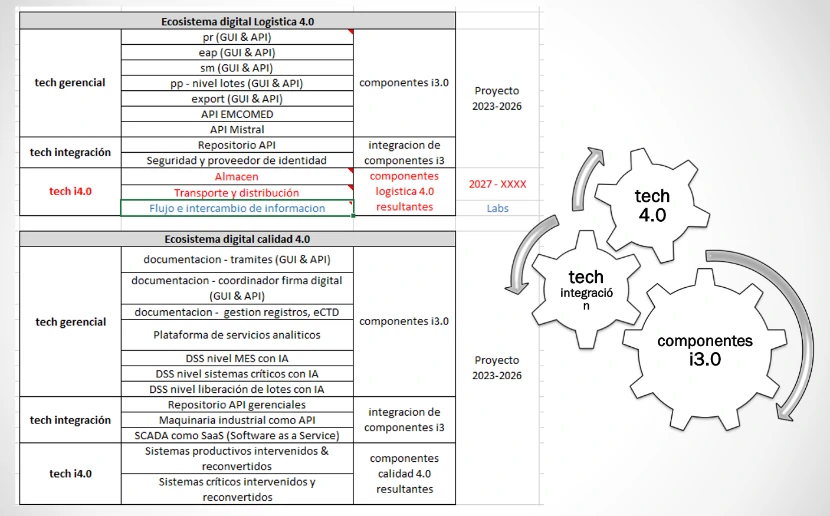 Ecosistema digital Logistica 4.0
tech gerencial
pr (GUI & API)
eap (GUI & API)
sm (GUI & API)
pp - nivel lotes (GUI & API)
export (GUI & API)
API EMCOMED
API Mistral
componentes i3.0
Proyecto
2023-2026
tech integración
Repositorio API
Seguridad y proveedor de identidad
integracion de
componentes i3
tech i4.0
Almacen
Transporte y distribución
Flujo e intercambio de informacion
componentes
logistica 4.0
resultantes
2027 - XXXX
Labs
Ecosistema digital calidad 4.0
tech gerencial
documentacion - tramites (GUI & API)
documentacion - coordinador firma digital
(GUI & API)
documentacion - gestion registros, eCTD
Plataforma de servicios analiticos
DSS nivel MES con IA
DSS nivel sistemas críticos con IA
DSS nivel liberación de lotes con IA
componentes i3.0
Proyecto
2023-2026
tech integración
Repositorio API gerenciales
Maquinaria industrial como API
SCADA como SaaS (Software as a Service)
integracion de
componentes i3
tech i4.0
Sistemas productivos intervenidos &
reconvertidos
Sistemas críticos intervenidos y
reconvertidos
componentes
calidad 4.0
resultantes
tech
4.0
tech
integració
n
componentes
i3.0